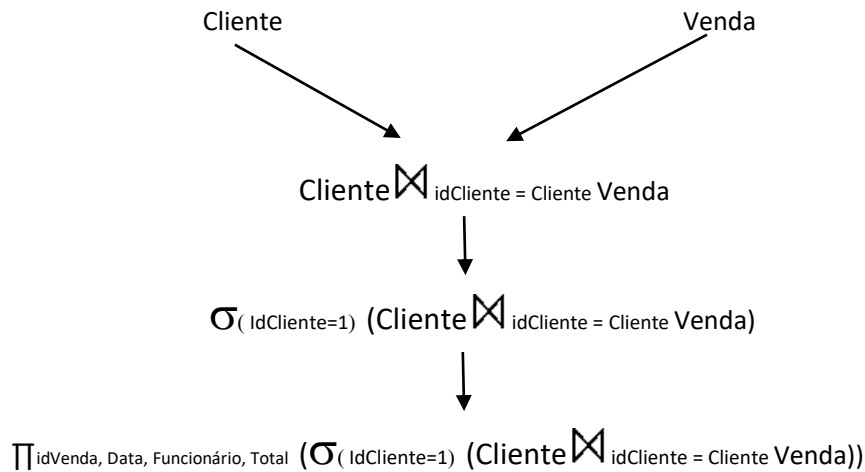 Cliente Venda
Cliente ⋈ idCliente = Cliente Venda
σ( IdCliente=1) (Cliente ⋈ idCliente = Cliente Venda)
∏ idVenda, Data, Funcionário, Total (σ( IdCliente=1) (Cliente ⋈ idCliente = Cliente Venda))